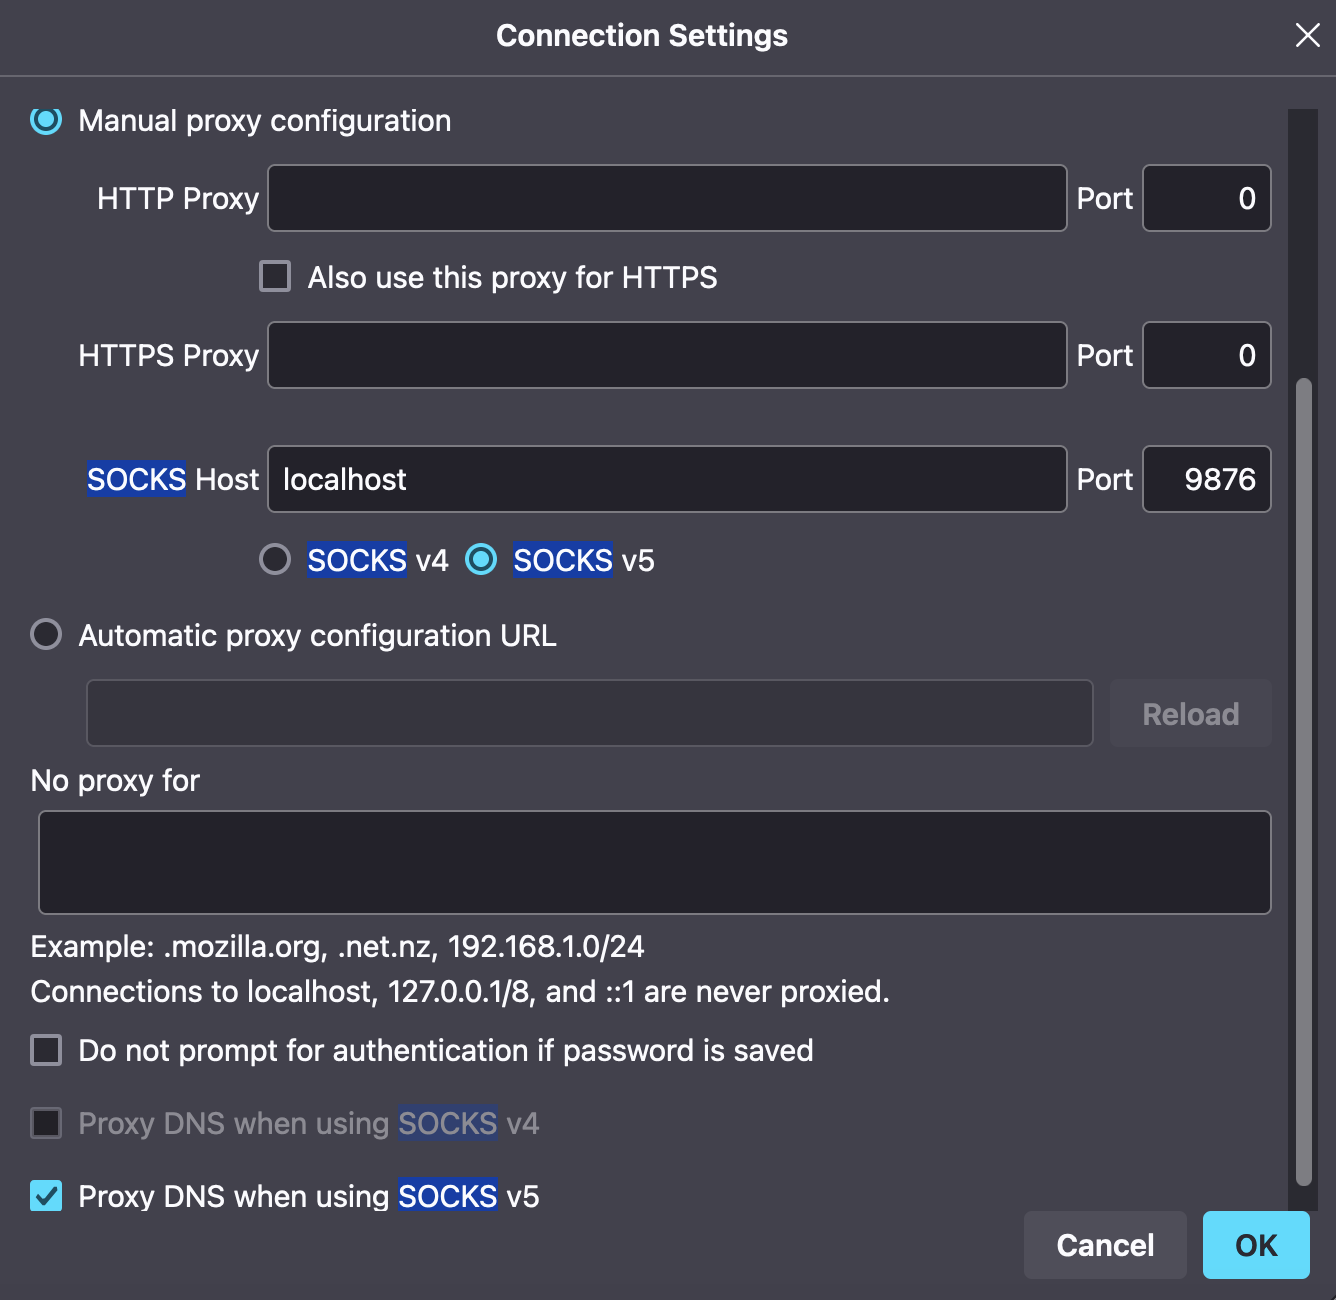 Connection Settings
Manual proxy configuration
HTTP Proxy Port 0
Also use this proxy for HTTPS
HTTPS Proxy Port 0
SOCKS Host localhost Port 9876
SOCKS v4 SOCKS v5
Automatic proxy configuration URL
Reload
No proxy for
Example: .mozilla.org, .net.nz, 192.168.1.0/24
Connections to localhost, 127.0.0.1/8, and ::1 are never proxied.
Do not prompt for authentication if password is saved
Proxy DNS when using SOCKS v4
Proxy DNS when using SOCKS v5
Cancel OK